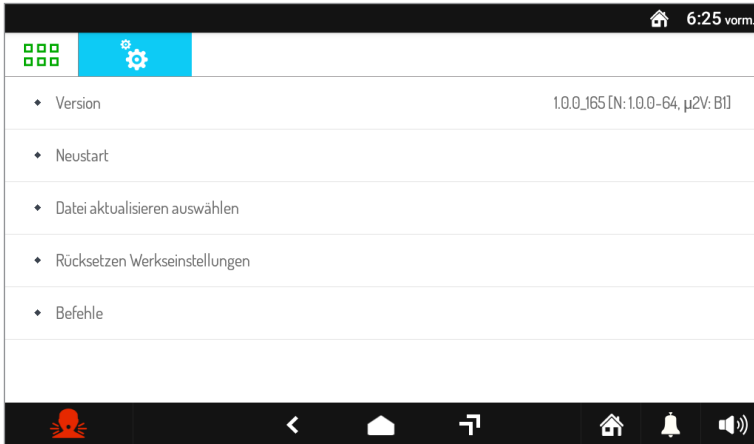 6:25 vorm.
Version 1.0.0_165 [N: 1.0.0-64, µ2V: B1]
Neustart
Datei aktualisieren auswählen
Rücksetzen Werkseinstellungen
Befehle